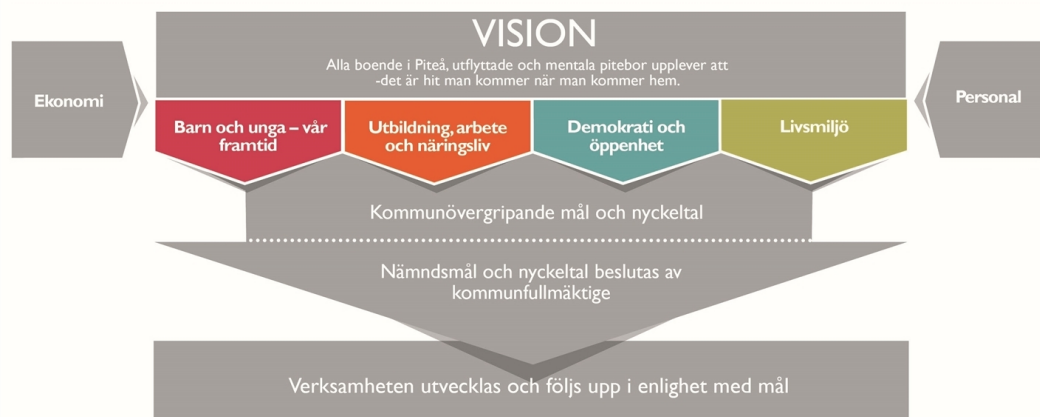 VISION
Alla boende i Piteå, utflyttade och mentala pitebor upplever att
-det är hit man kommer när man kommer hem.
Ekonomi
Personal
Barn och unga – vår
framtid
Utbildning, arbete
och näringsliv
Demokrati och
öppenhet
Livsmiljö
Kommunövergripande mål och nyckeltal
Nämndsmål och nyckeltal beslutas av
kommunfullmäktige
Verksamheten utvecklas och följs upp i enlighet med mål